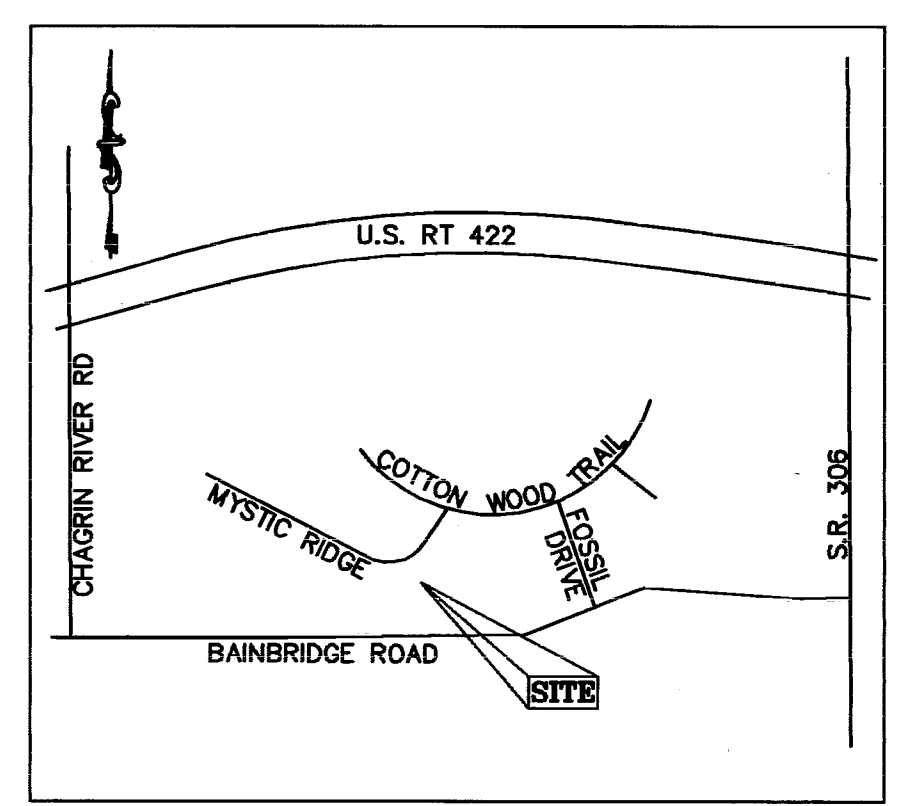 U.S. RT 422
CHAGRIN RIVER RD
COTTON WOOD TRAIL
S.R. 306
MYSTIC RIDGE
FOSSIL
DRIVE
BAINBRIDGE ROAD
SITE